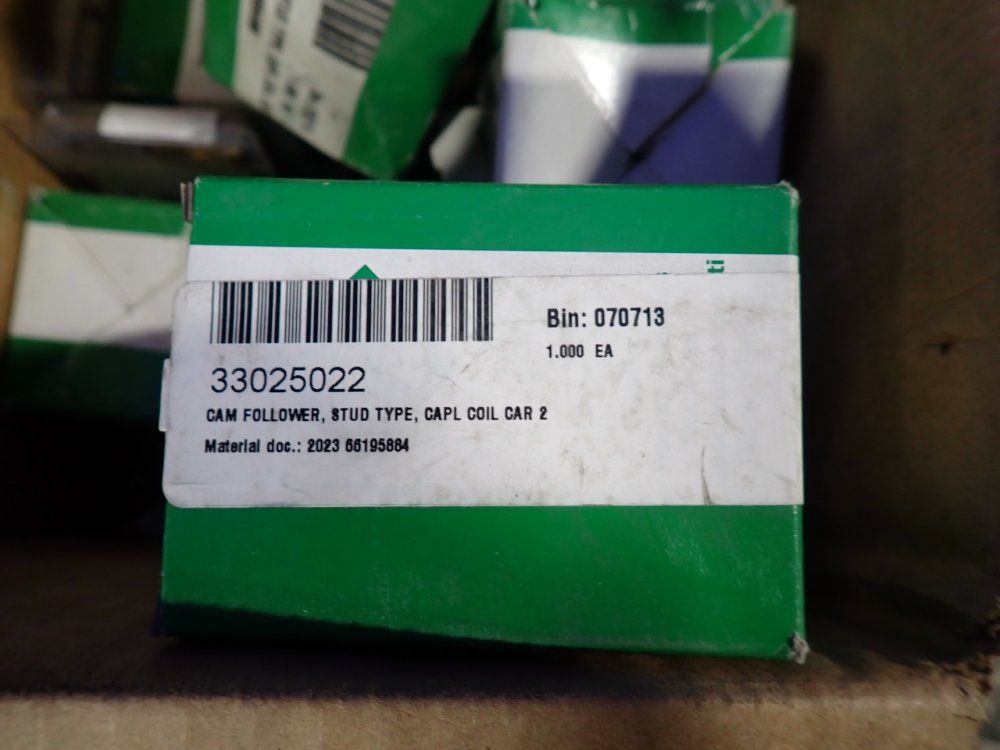 Bin: 070713
1.000 EA
33025022
CAM FOLLOWER, STUD TYPE, CAPL COIL CAR 2
Material doc.: 2023 66195884